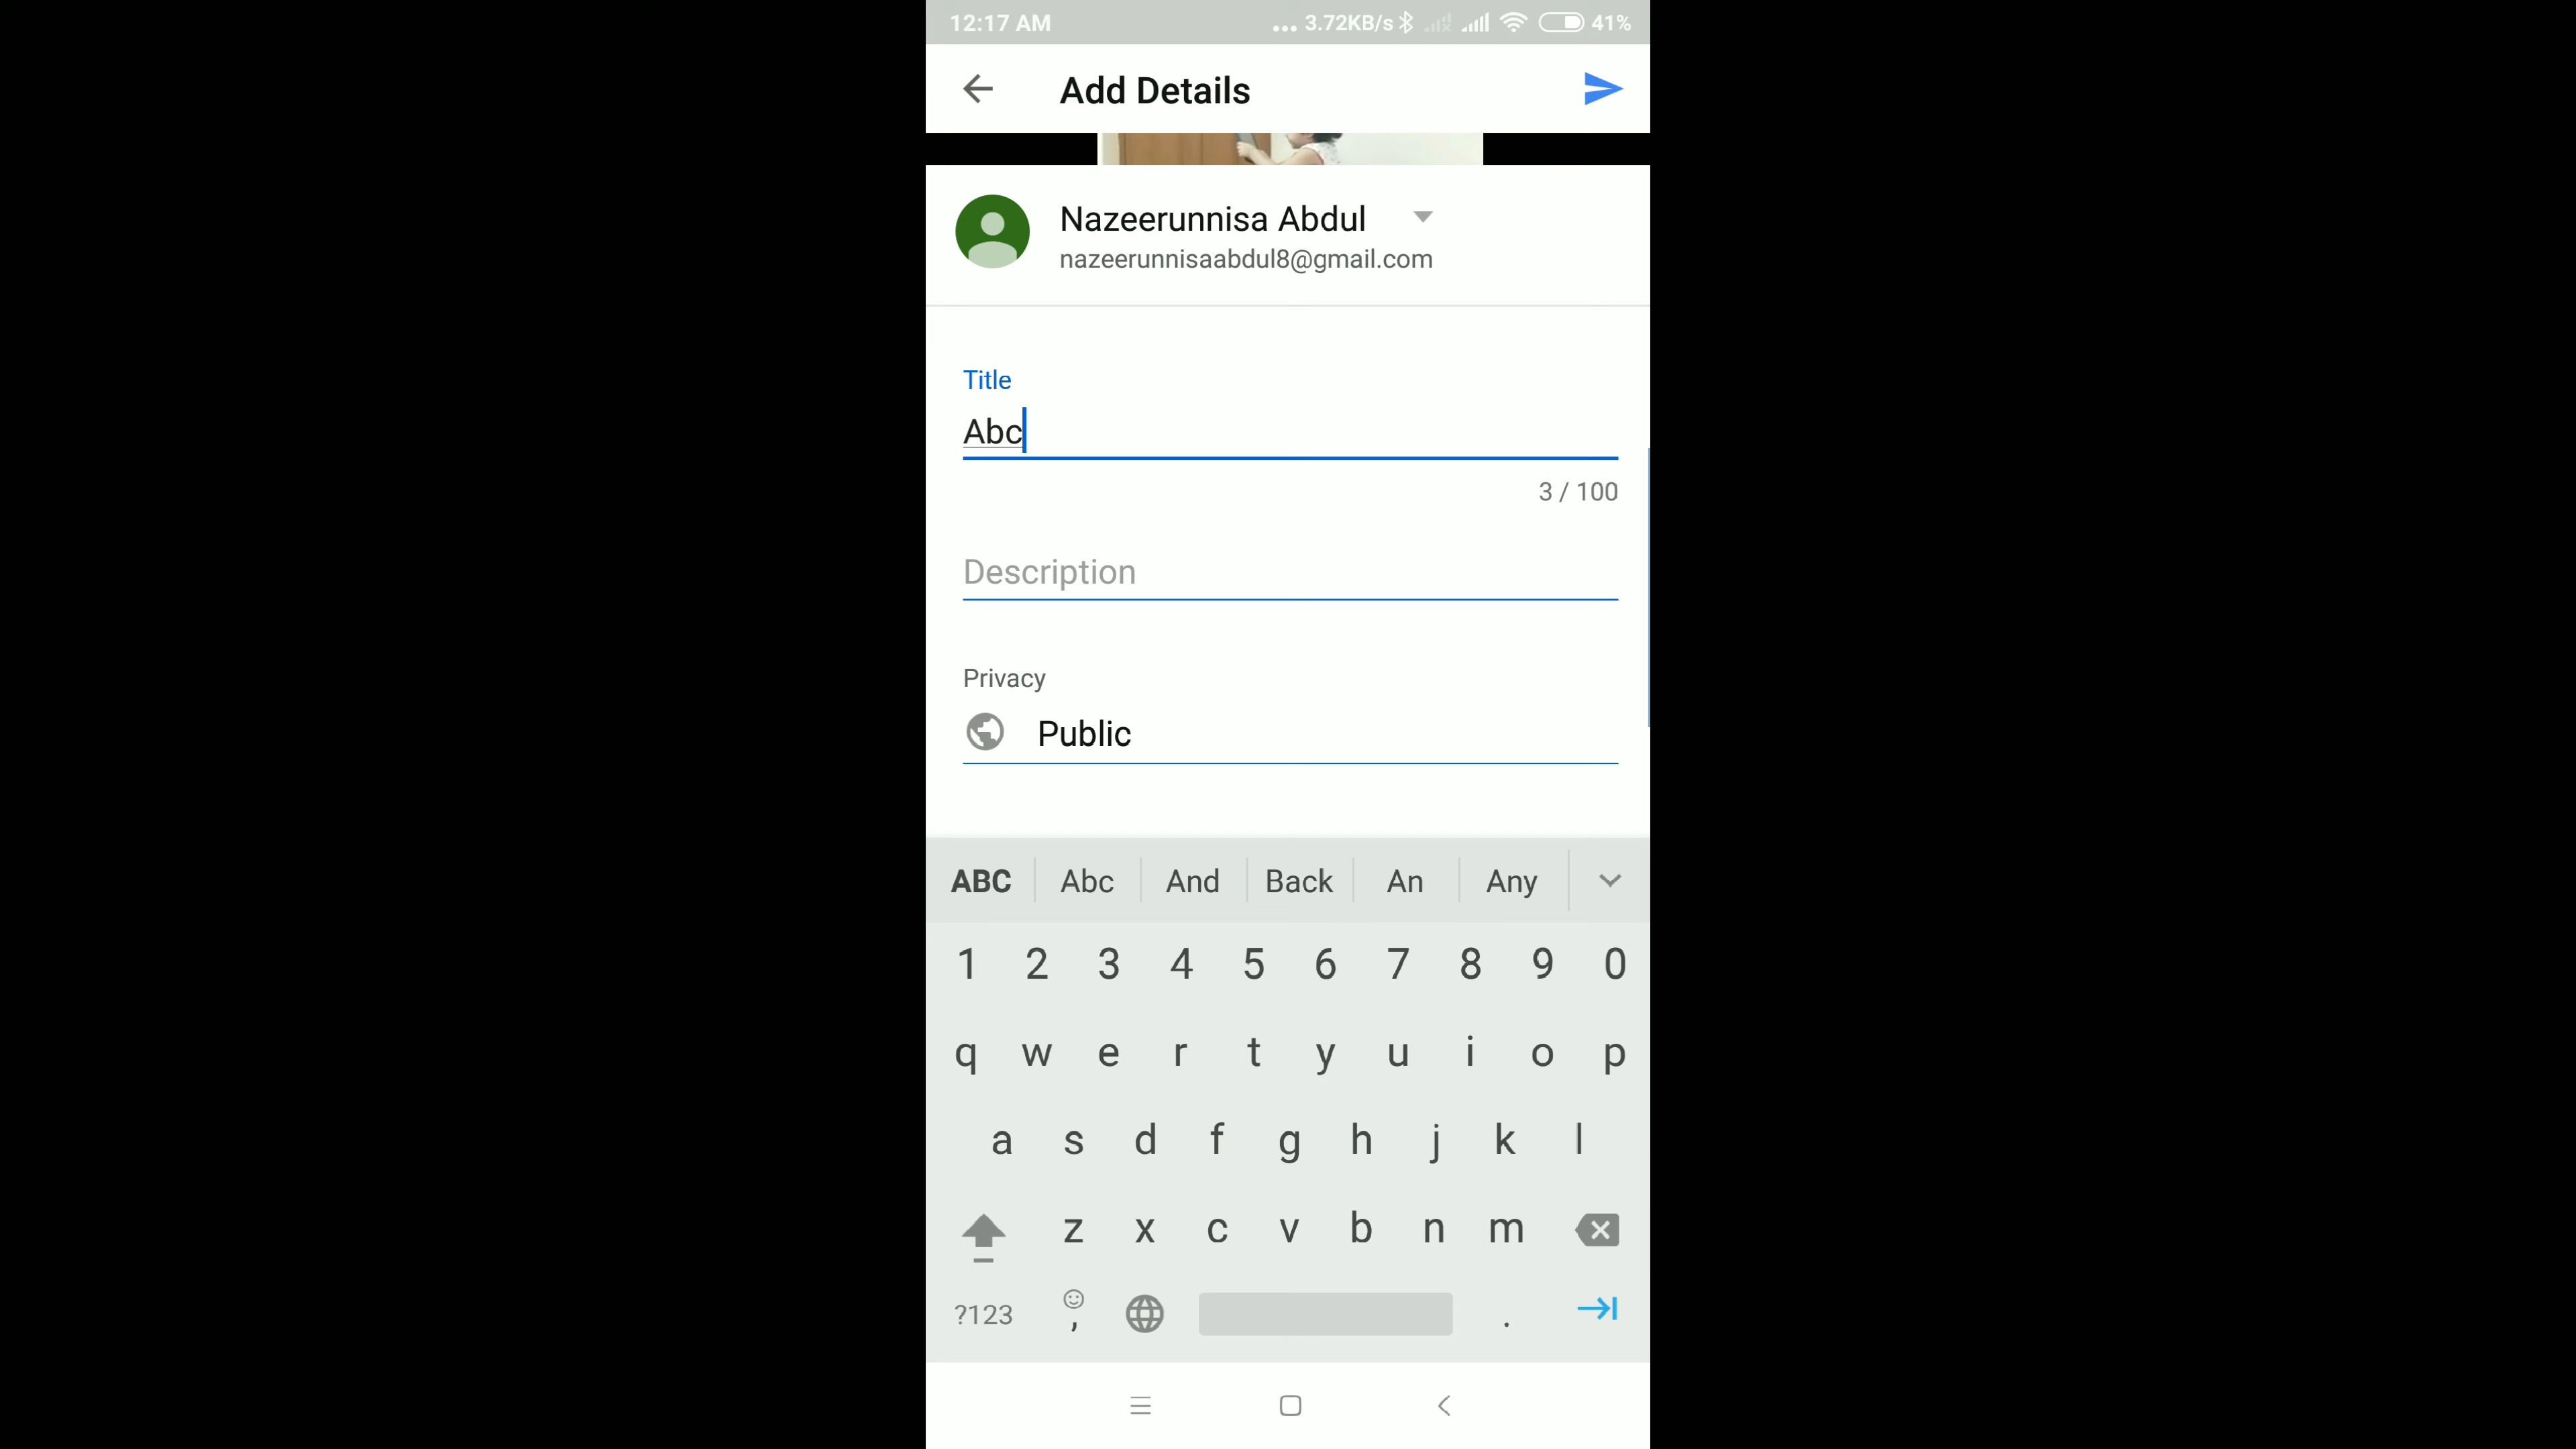 12:17 AM ... 3.72KB/s 41%
Add Details
Nazeerunnisa Abdul
nazeerunnisaabdul8@gmail.com
Title
Abc
3 / 100
Description
Privacy
Public
ABC Abc And Back An Any
1 2 3 4 5 6 7 8 9 0
q w e r t y u i o p
a s d f g h j k l
z x c v b n m
?123 , .